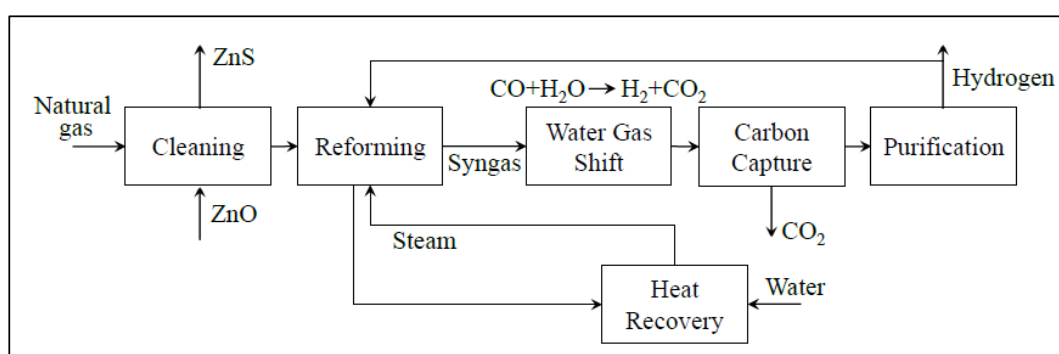 ZnS
Hydrogen
CO+H₂O→H₂+CO₂
Natural
gas
Cleaning
Reforming
Syngas
Water Gas
Shift
Carbon
Capture
Purification
ZnO
Steam
CO₂
Heat
Recovery
Water